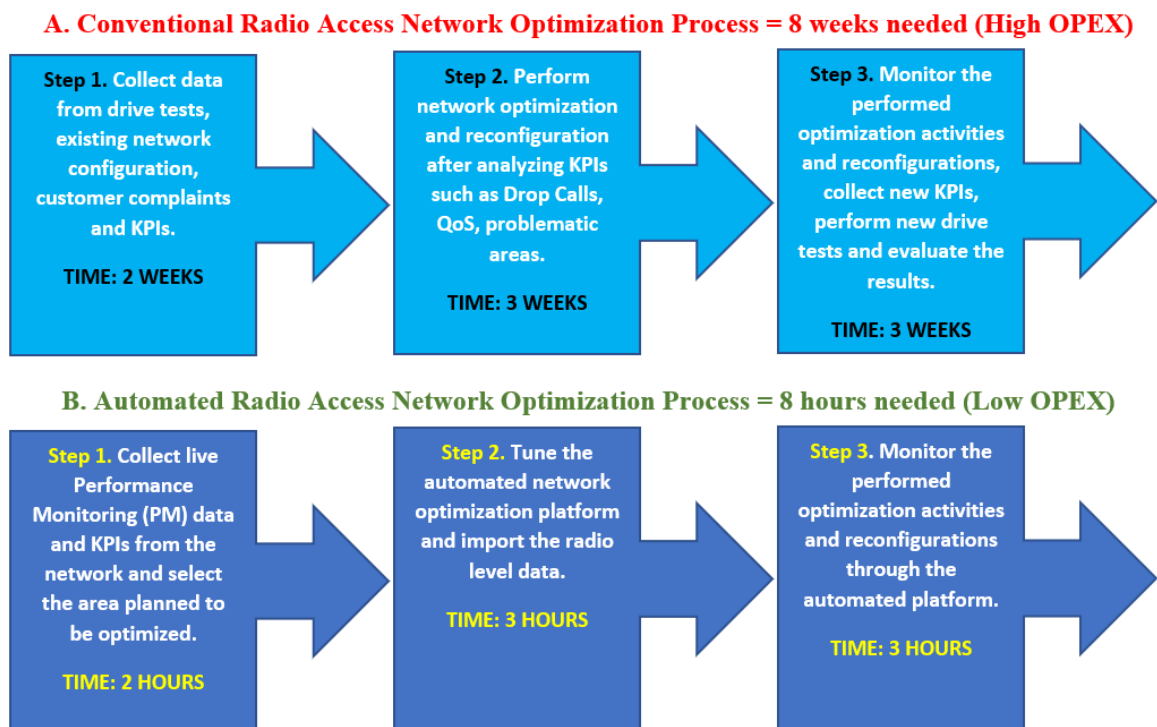 A. Conventional Radio Access Network Optimization Process = 8 weeks needed (High OPEX)
Step 1. Collect data
from drive tests,
existing network
configuration,
customer complaints
and KPIs.
TIME: 2 WEEKS
Step 2. Perform
network optimization
and reconfiguration
after analyzing KPIs
such as Drop Calls,
QoS, problematic
areas.
TIME: 3 WEEKS
Step 3. Monitor the
performed
optimization activities
and reconfigurations,
collect new KPIs,
perform new drive
tests and evaluate the
results.
TIME: 3 WEEKS
B. Automated Radio Access Network Optimization Process = 8 hours needed (Low OPEX)
Step 1. Collect live
Performance
Monitoring (PM) data
and KPIs from the
network and select
the area planned to
be optimized.
TIME: 2 HOURS
Step 2. Tune the
automated network
optimization platform
and import the radio
level data.
TIME: 3 HOURS
Step 3. Monitor the
performed
optimization activities
and reconfigurations
through the
automated platform.
TIME: 3 HOURS